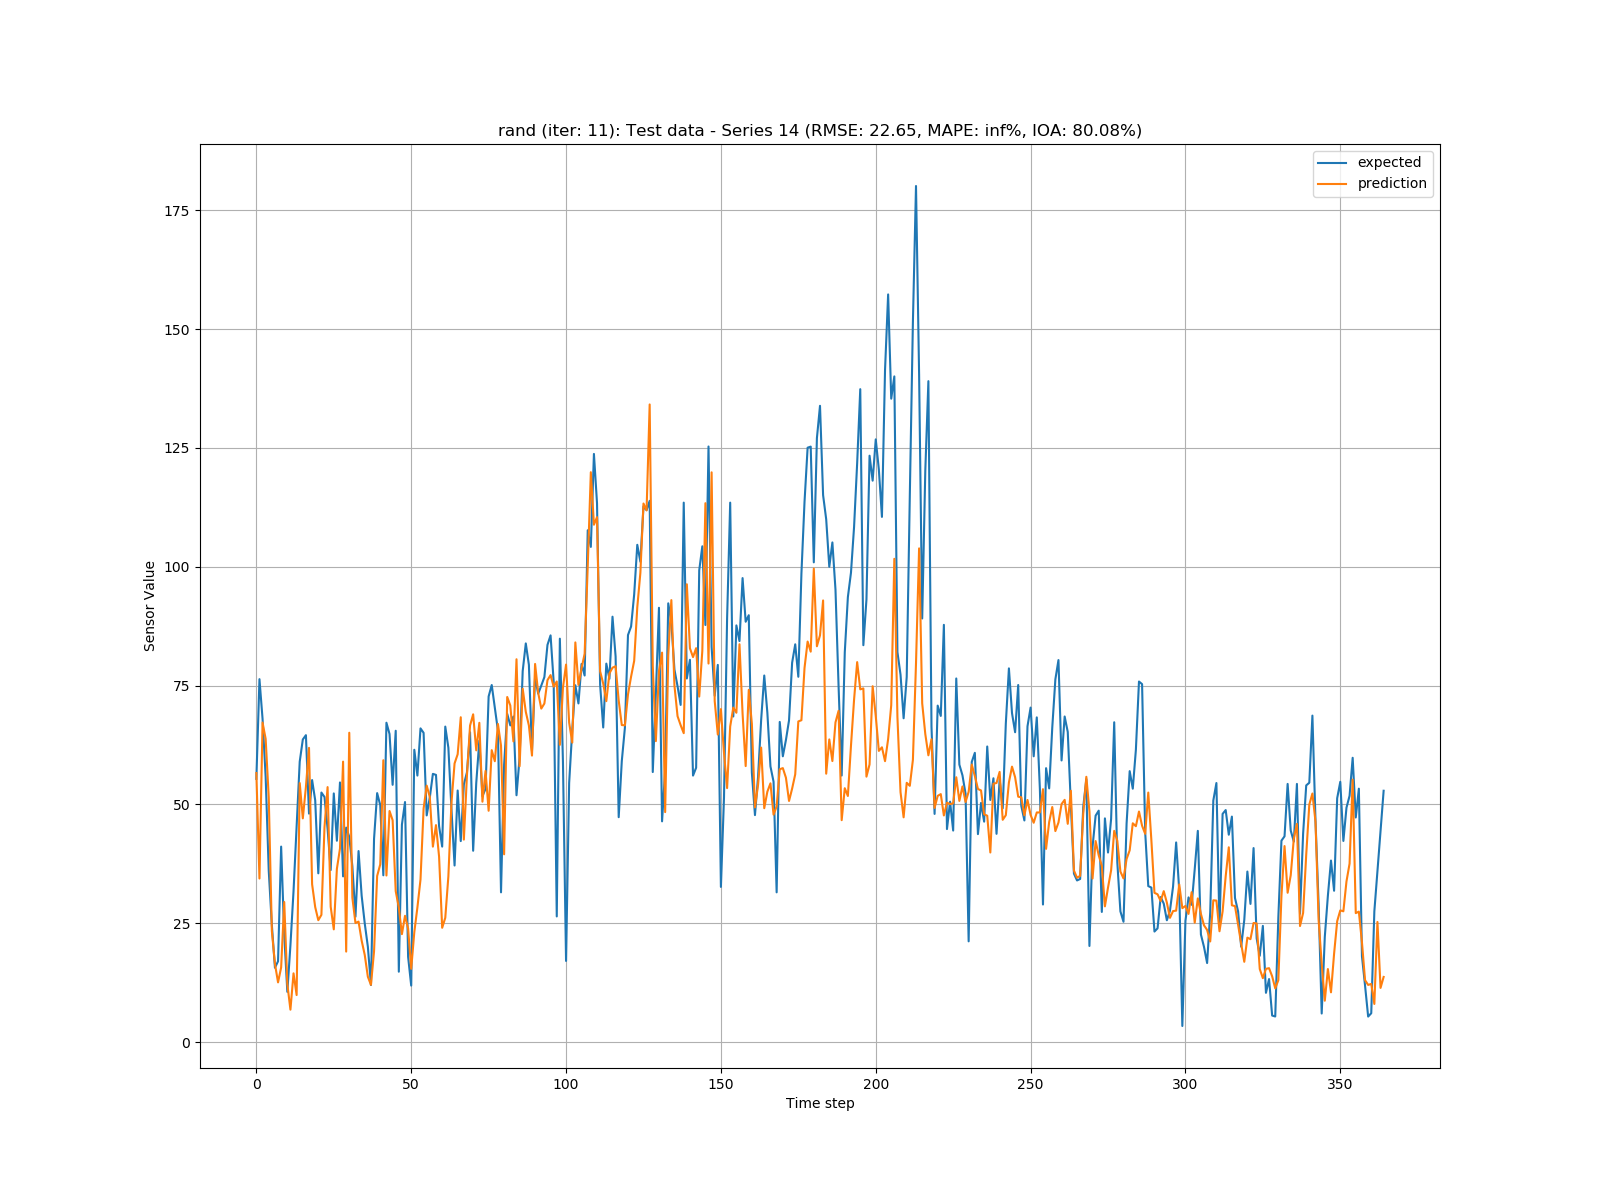 rand (iter: 11): Test data - Series 14 (RMSE: 22.65, MAPE: inf%, IOA: 80.08%)
expected
prediction
175
150
125
100
75
50
25
0
Sensor Value
0 50 100 150 200 250 300 350
Time step